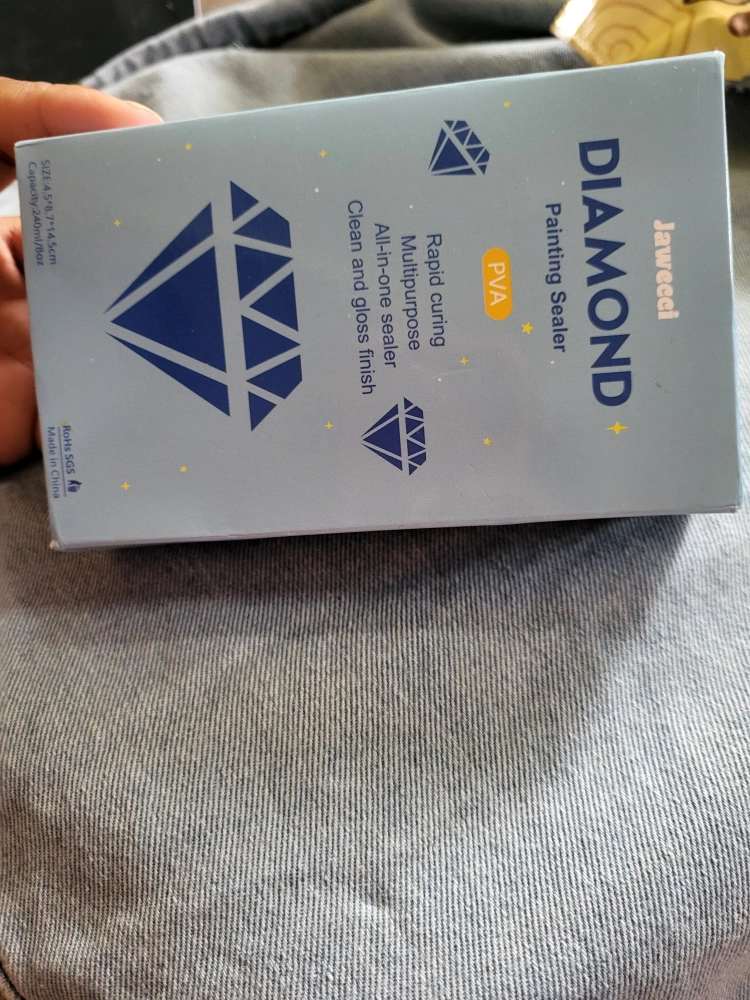 Jawecai
DIAMOND
Painting Sealer
PVA
Rapid curing
Multipurpose
All-in-one sealer
Clean and gloss finish
SIZE:4.5*8.7*14.5cm
Capacity:240ml/8oz
RoHs SGS
Made in China